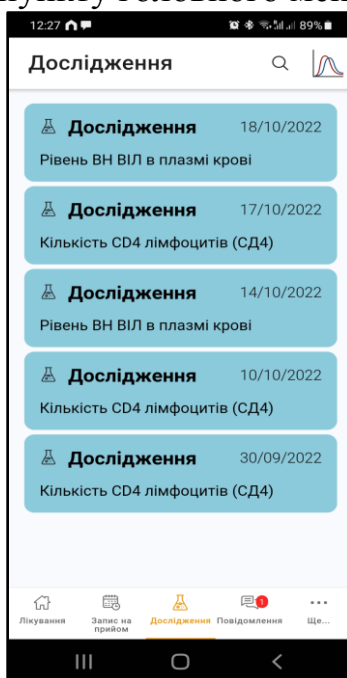 12:27 89%
Дослідження
Дослідження 18/10/2022
Рівень ВН ВІЛ в плазмі крові
Дослідження 17/10/2022
Кількість CD4 лімфоцитів (СД4)
Дослідження 14/10/2022
Рівень ВН ВІЛ в плазмі крові
Дослідження 10/10/2022
Кількість CD4 лімфоцитів (СД4)
Дослідження 30/09/2022
Кількість CD4 лімфоцитів (СД4)
1
Лікування Запис на прийом Дослідження Повідомлення Ще...